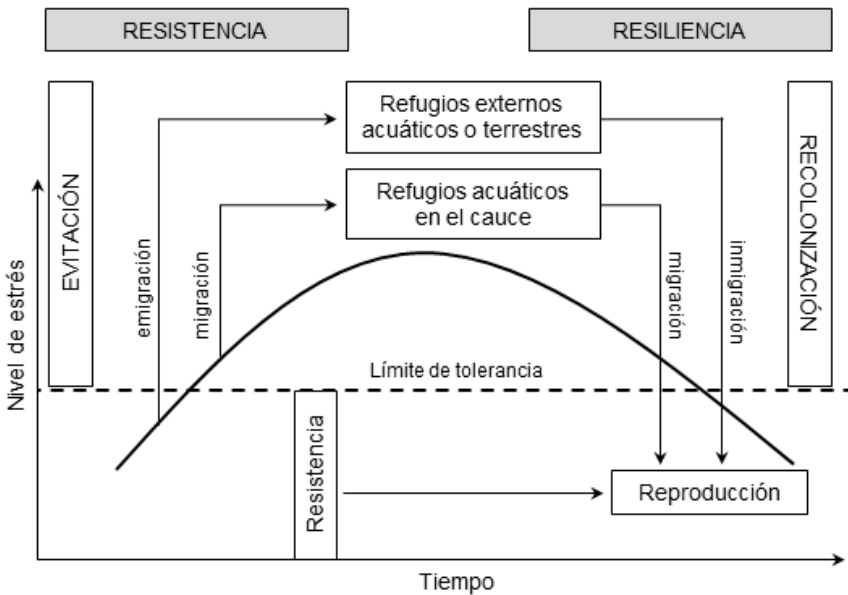 RESISTENCIA
RESILIENCIA
EVITACIÓN
Refugios externos
acuáticos o terrestres
RECOLONIZACIÓN
Refugios acuáticos
en el cauce
emigración
migración
migración
inmigración
Nivel de estrés
Límite de tolerancia
Resistencia
Reproducción
Tiempo